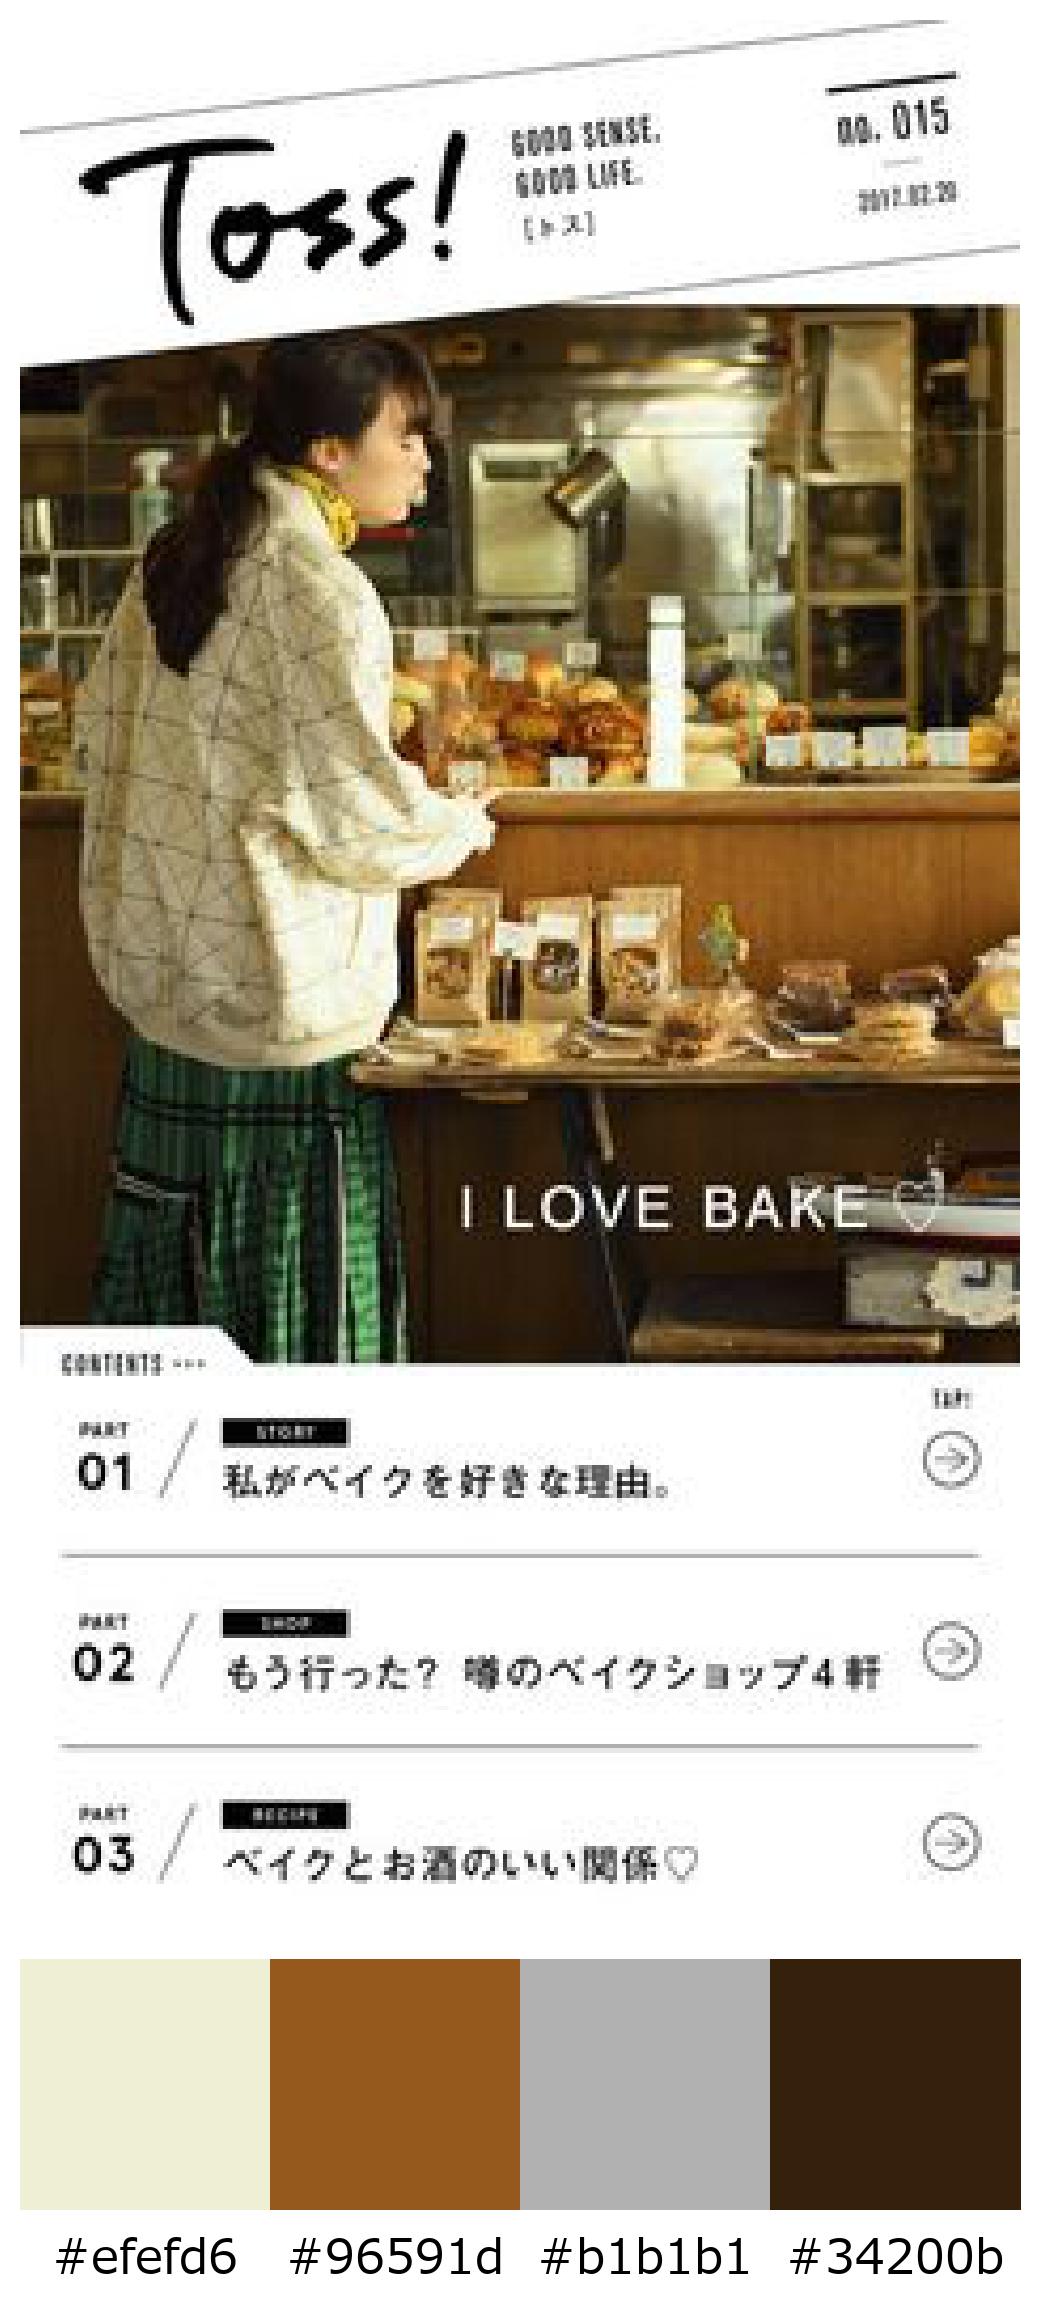 Toss!
GOOD SENSE.
GOOD LIFE.
[トス]
no. 015
2017.02.20
I LOVE BAKE♡
CONTENTS
TAP!
PART
01
STORY
私がベイクを好きな理由。
PART
02
SHOP
もう行った? 噂のベイクショップ4軒
PART
03
RECIPE
ベイクとお酒のいい関係♡
#efefd6 #96591d #b1b1b1 #34200b